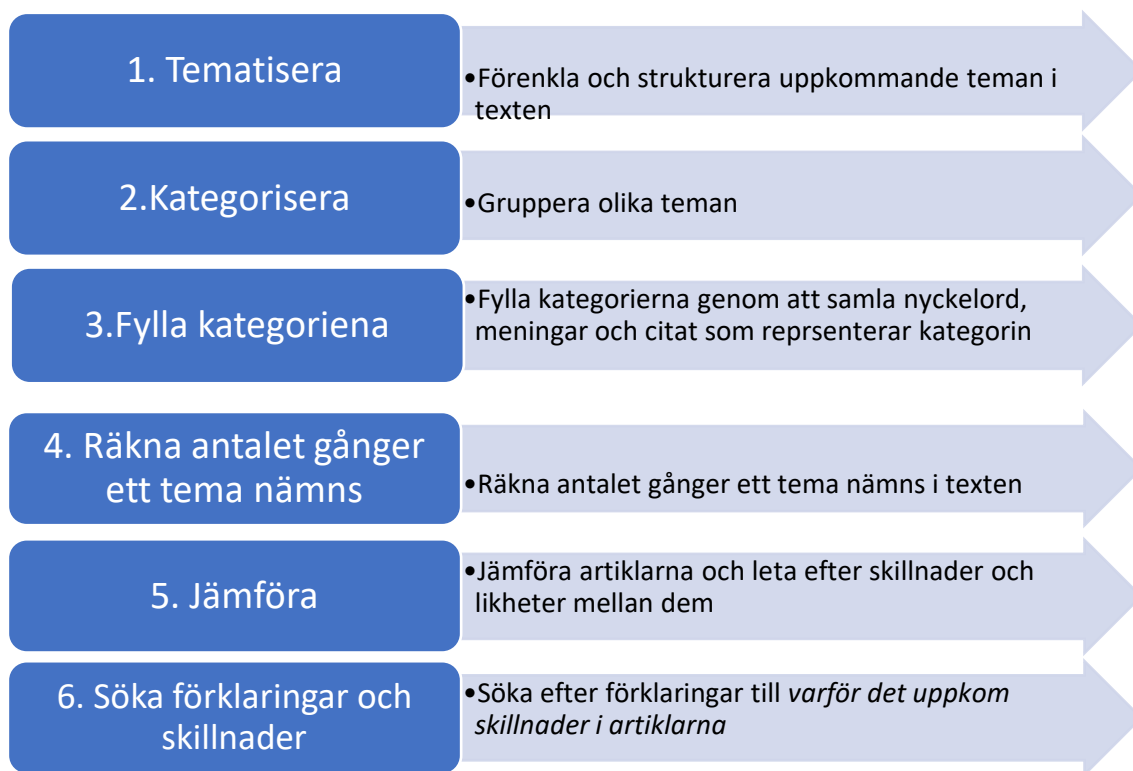 1. Tematisera
•Förenkla och strukturera uppkommande teman i
texten
2.Kategorisera
•Gruppera olika teman
3.Fylla kategoriena
•Fylla kategorierna genom att samla nyckelord,
meningar och citat som reprsenterar kategorin
4. Räkna antalet gånger
ett tema nämns
•Räkna antalet gånger ett tema nämns i texten
5. Jämföra
•Jämföra artiklarna och leta efter skillnader och
likheter mellan dem
6. Söka förklaringar och
skillnader
•Söka efter förklaringar till varför det uppkom
skillnader i artiklarna